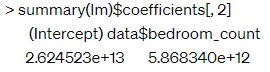 > summary(lm)$coefficients[, 2]
(Intercept) data$bedroom_count
2.624523e+13 5.868340e+12